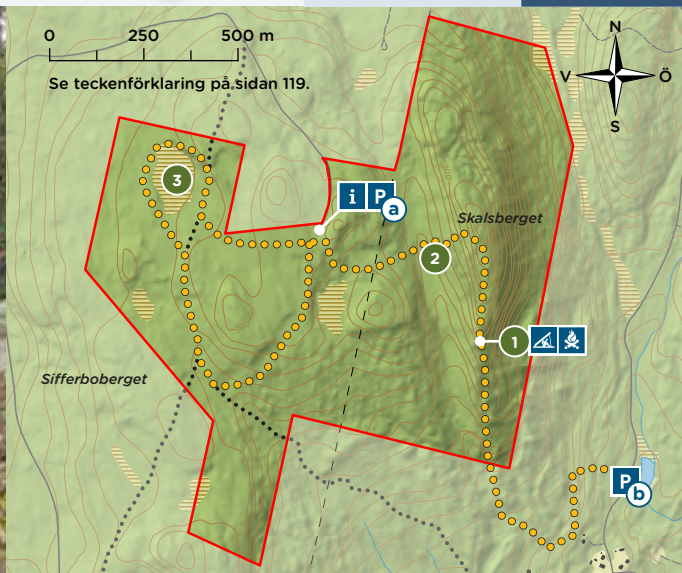 0 250 500 m
Se teckenförklaring på sidan 119.
N
V Ö
S
3
i P
a
Skalsberget
2
1
Sifferboberget
P
b